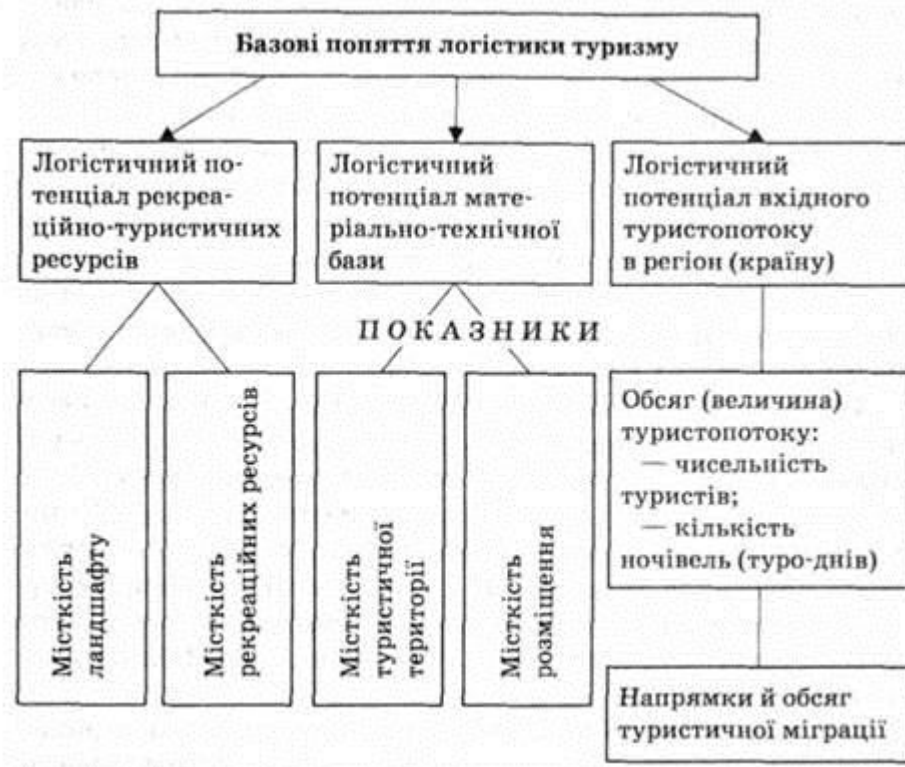 Базові поняття логістики туризму
Логістичний по-
тенціал рекреа-
ційно-туристичних
ресурсів
Логістичний
потенціал мате-
ріально-технічної
бази
Логістичний
потенціал вхідного
туристопотоку
в регіон (країну)
ПОКАЗНИКИ
Місткість
ландшафту
Місткість
рекреаційних ресурсів
Місткість
туристичної
території
Місткість
розміщення
Обсяг (величина)
туристопотоку:
— чисельність
туристів;
— кількість
ночівель (туро-днів)
Напрямки й обсяг
туристичної міграції